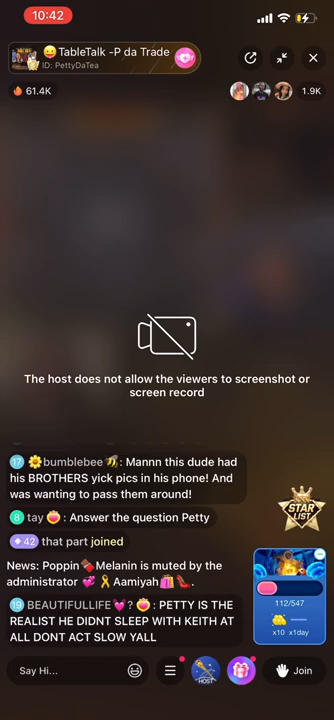 10:42
😛TableTalk -P da Trade
ID: PettyDaTea
61.4K
1.9K
The host does not allow the viewers to screenshot or
screen record
17 🌻bumblebee🐝: Mannn this dude had
his BROTHERS yick pics in his phone! And
was wanting to pass them around!
8 tay 💝: Answer the question Petty
42 that part joined
News: Poppin🍫Melanin is muted by the
administrator 💞🎗Aamiyah🛍👠.
19 BEAUTIFULLIFE💓? 💝: PETTY IS THE
REALIST HE DIDNT SLEEP WITH KEITH AT
ALL DONT ACT SLOW YALL
STAR
LIST
112/547
x10 x1day
Say Hi...
HOST
Join